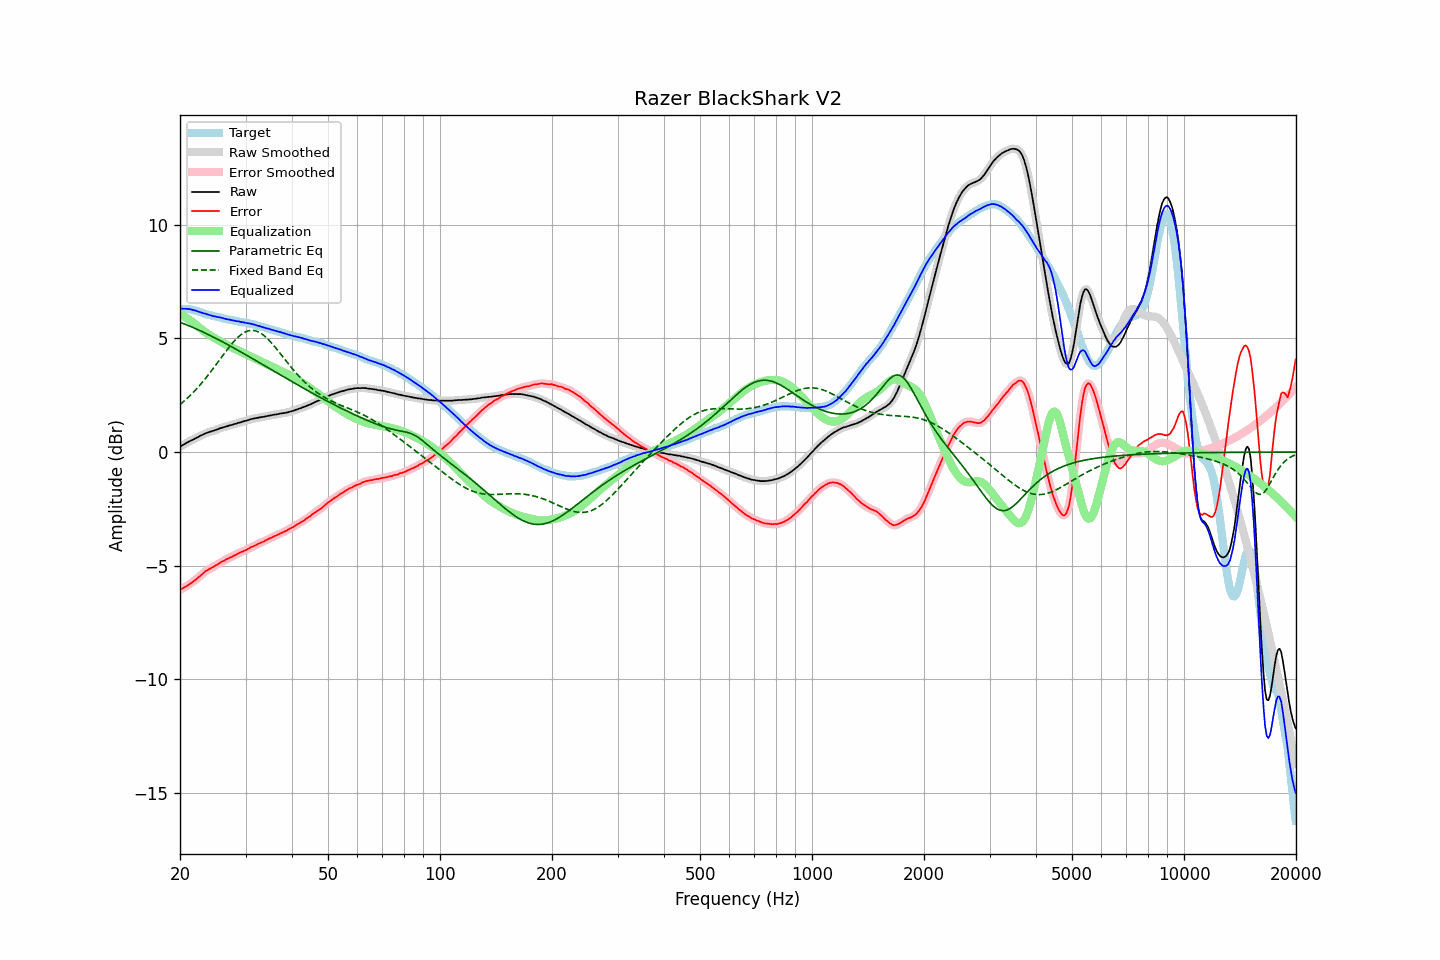 Razer BlackShark V2
Target
Raw Smoothed
Error Smoothed
Raw
Error
Equalization
Parametric Eq
Fixed Band Eq
Equalized
10
5
0
−5
−10
−15
Amplitude (dBr)
20 50 100 200 500 1000 2000 5000 10000 20000
Frequency (Hz)